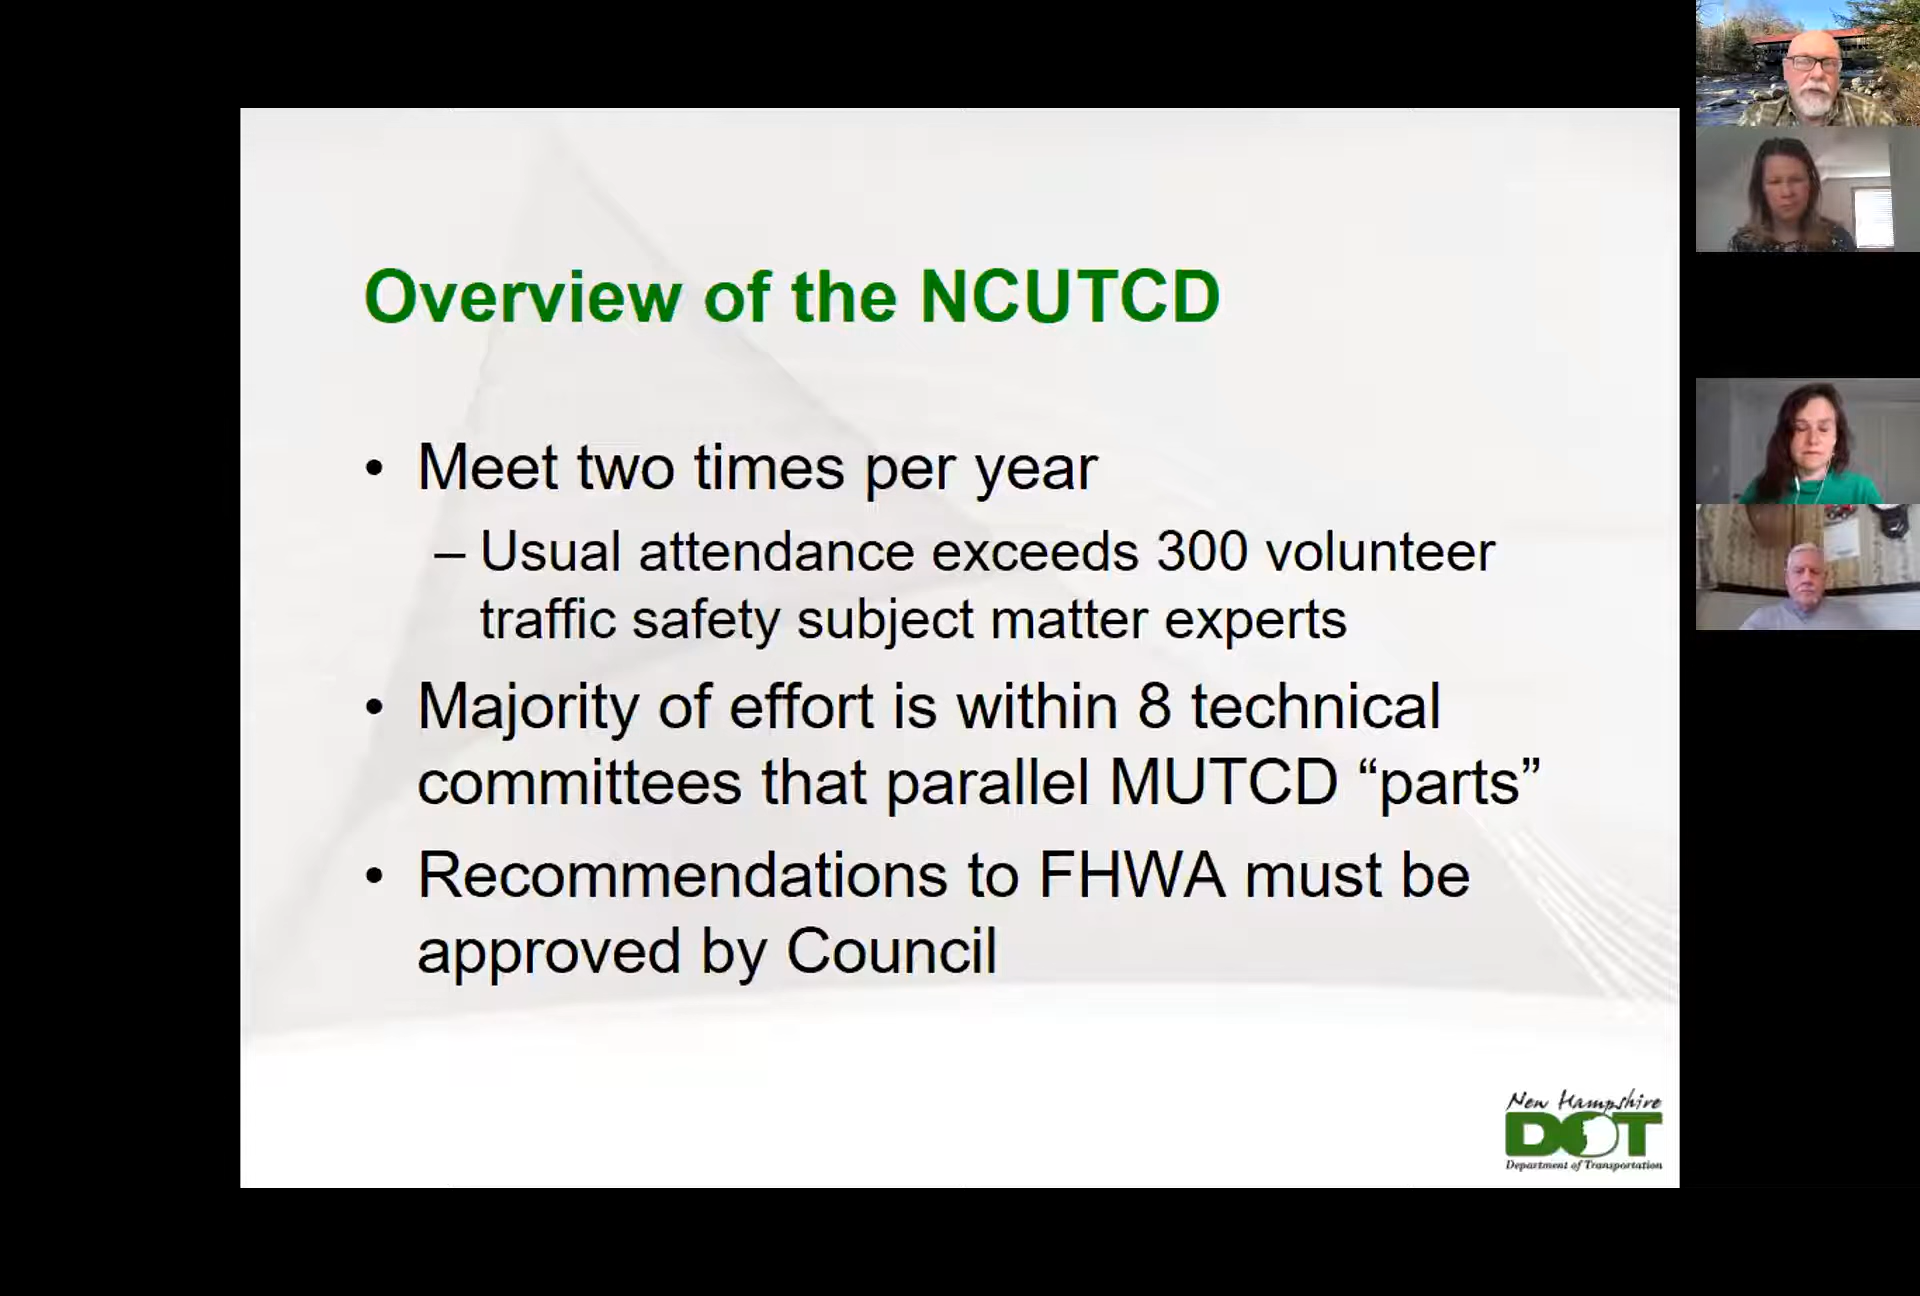 Overview of the NCUTCD
• Meet two times per year
– Usual attendance exceeds 300 volunteer
traffic safety subject matter experts
• Majority of effort is within 8 technical
committees that parallel MUTCD “parts”
• Recommendations to FHWA must be
approved by Council
New Hampshire
DOT
Department of Transportation